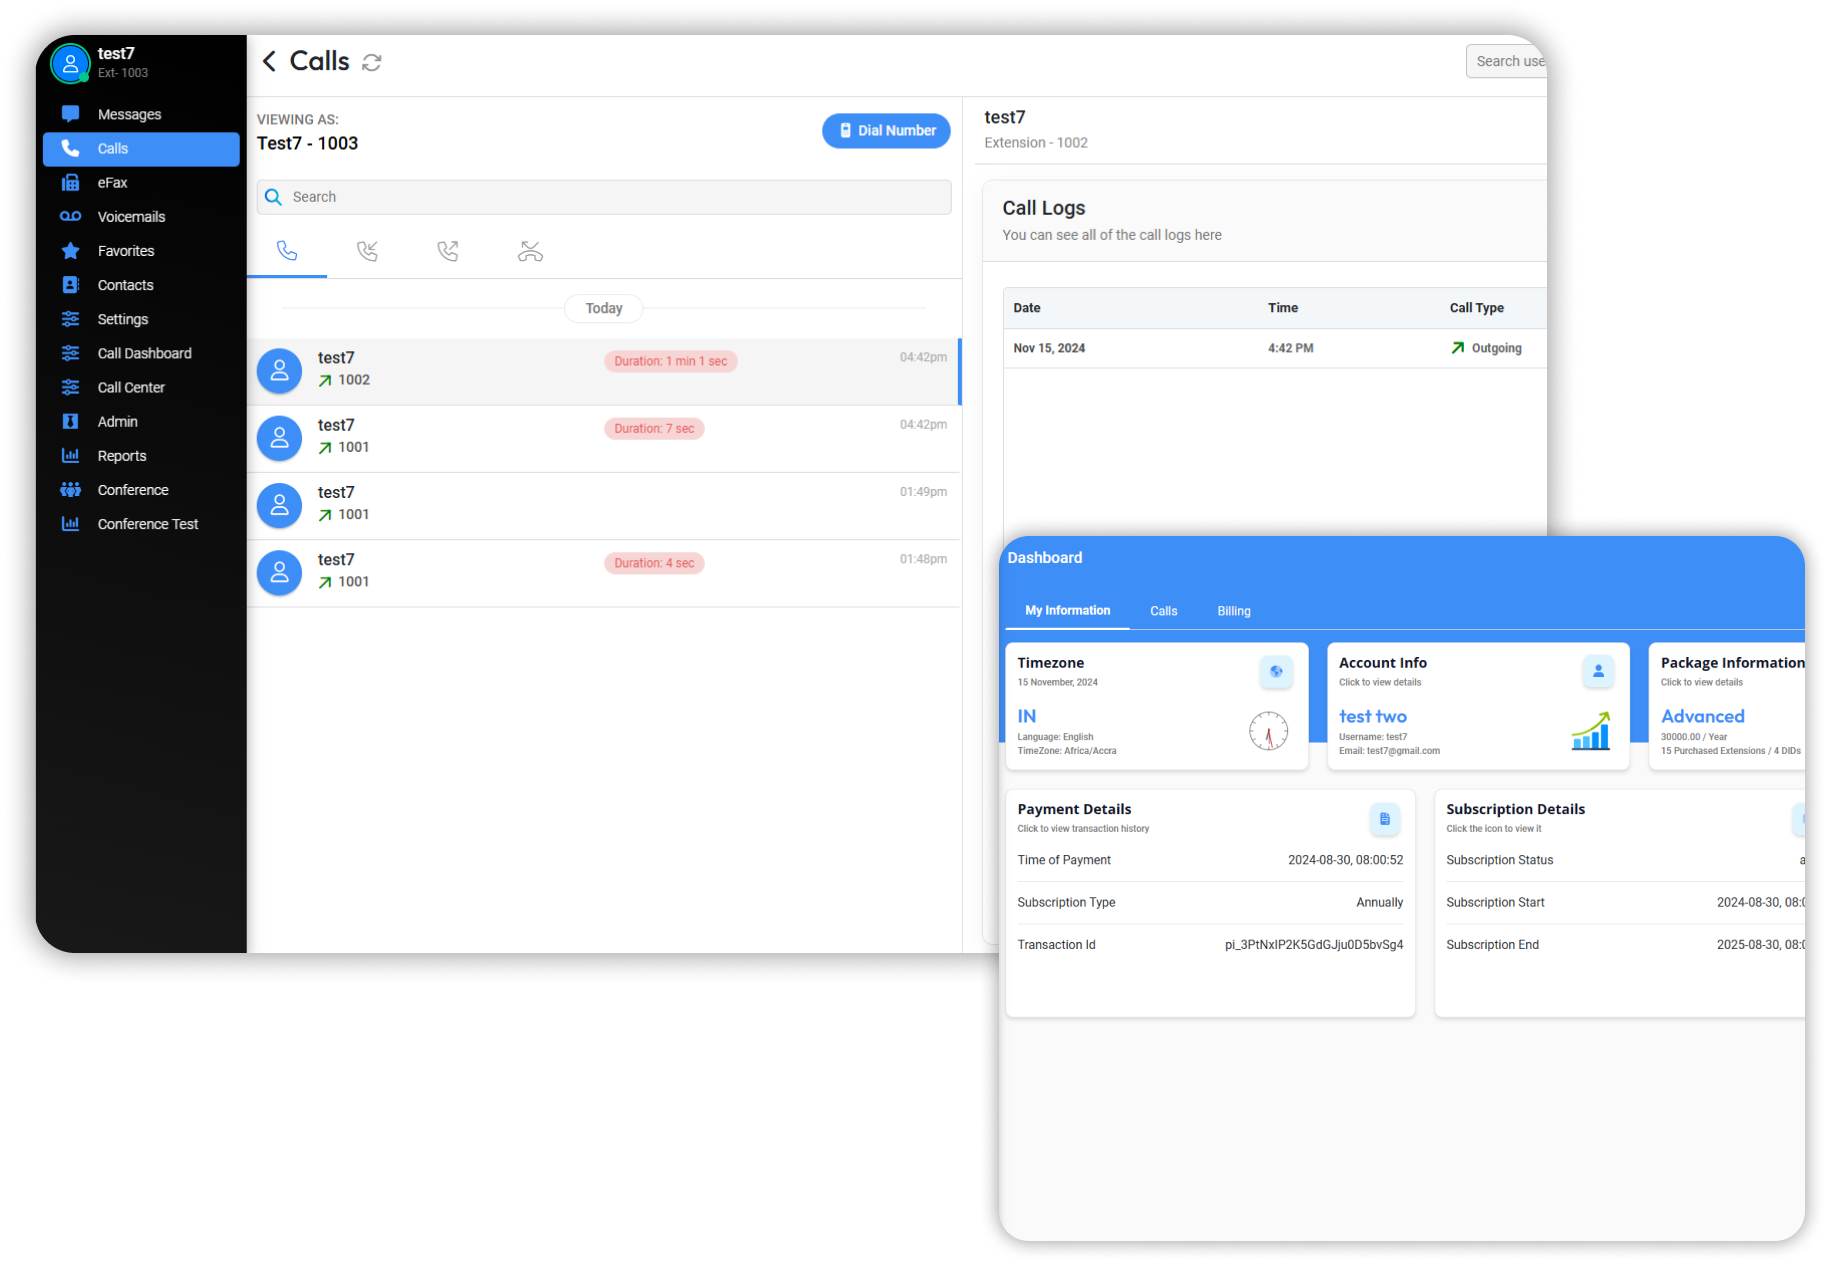 test7
Ext- 1003
Messages
Calls
eFax
Voicemails
Favorites
Contacts
Settings
Call Dashboard
Call Center
Admin
Reports
Conference
Conference Test
Calls
Search use
VIEWING AS:
Test7 - 1003
Dial Number
Search
Today
test7
Duration: 1 min 1 sec
04:42pm
1002
test7
Duration: 7 sec
04:42pm
1001
test7
01:49pm
1001
test7
Duration: 4 sec
01:48pm
1001
test7
Extension - 1002
Call Logs
You can see all of the call logs here
Date Time Call Type
Nov 15, 2024 4:42 PM Outgoing
Dashboard
My Information Calls Billing
Timezone
15 November, 2024
IN
Language: English
TimeZone: Africa/Accra
Account Info
Click to view details
test two
Username: test7
Email: test7@gmail.com
Package Information
Click to view details
Advanced
30000.00 / Year
15 Purchased Extensions / 4 DIDs
Payment Details
Click to view transaction history
Time of Payment 2024-08-30, 08:00:52
Subscription Type Annually
Transaction Id pi_3PtNxIP2K5GdGJju0D5bvSg4
Subscription Details
Click the icon to view it
Subscription Status a
Subscription Start 2024-08-30, 08:0
Subscription End 2025-08-30, 08:0